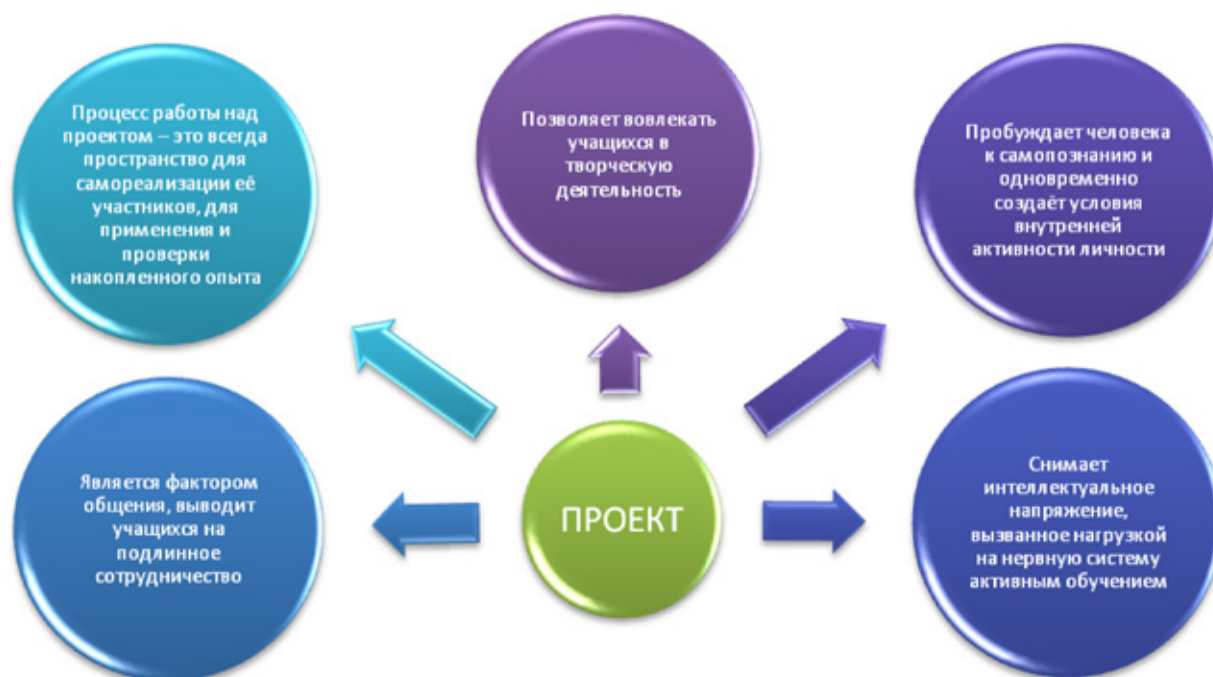 Процесс работы над
проектом – это всегда
пространство для
самореализации её
участников, для
применения и
проверки
накопленного опыта
Позволяет вовлекать
учащихся в
творческую
деятельность
Пробуждает человека
к самопознанию и
одновременно
создаёт условия
внутренней
активности личности
Является фактором
общения, выводит
учащихся на
подлинное
сотрудничество
ПРОЕКТ
Снимает
интеллектуальное
напряжение,
вызванное нагрузкой
на нервную систему
активным обучением